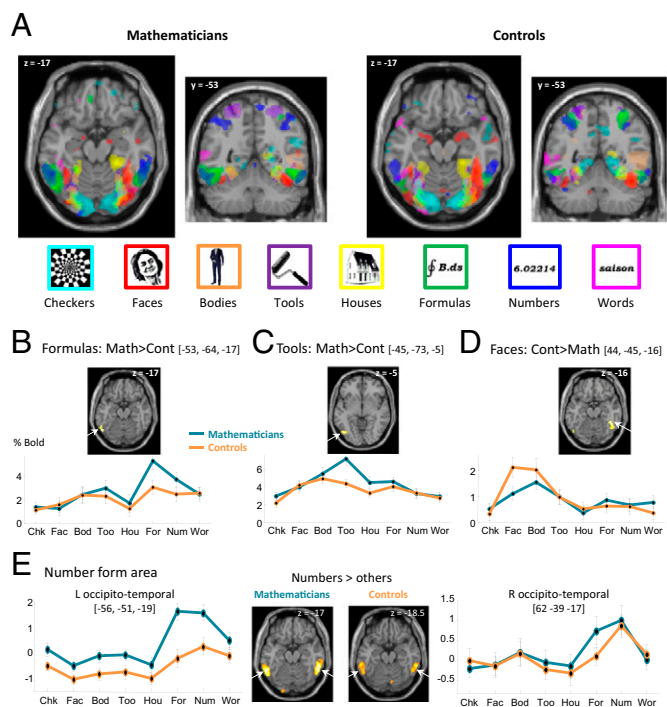 A
Mathematicians
Controls
z = -17
y = -53
z = -17
y = -53
∮ B.ds
6.02214
saison
Checkers Faces Bodies Tools Houses Formulas Numbers Words
B Formulas: Math>Cont [-53, -64, -17]
z = -17
% Bold
4
2
0
Chk Fac Bod Too Hou For Num Wor
Mathematicians
Controls
C Tools: Math>Cont [-45, -73, -5]
z = -5
6
4
2
0
Chk Fac Bod Too Hou For Num Wor
D Faces: Cont>Math [44, -45, -16]
z = -16
2
1
0
Chk Fac Bod Too Hou For Num Wor
E Number form area
L occipito-temporal
[-56, -51, -19]
2
1
0
-1
Chk Fac Bod Too Hou For Num Wor
Numbers > others
Mathematicians
Controls
z = -17
z = -18.5
R occipito-temporal
[62 -39 -17]
1.5
1
0.5
0
-0.5
Chk Fac Bod Too Hou For Num Wor